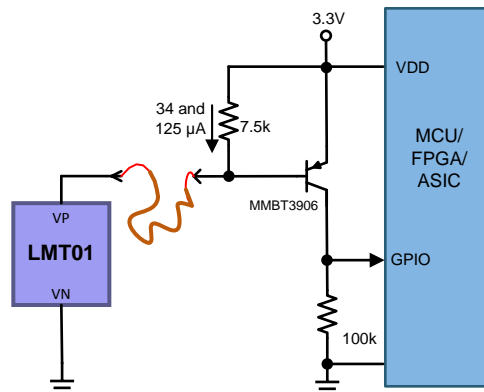 3.3V
VDD
34 and
125 µA
7.5k
MCU/
FPGA/
ASIC
MMBT3906
VP
LMT01
VN
GPIO
100k